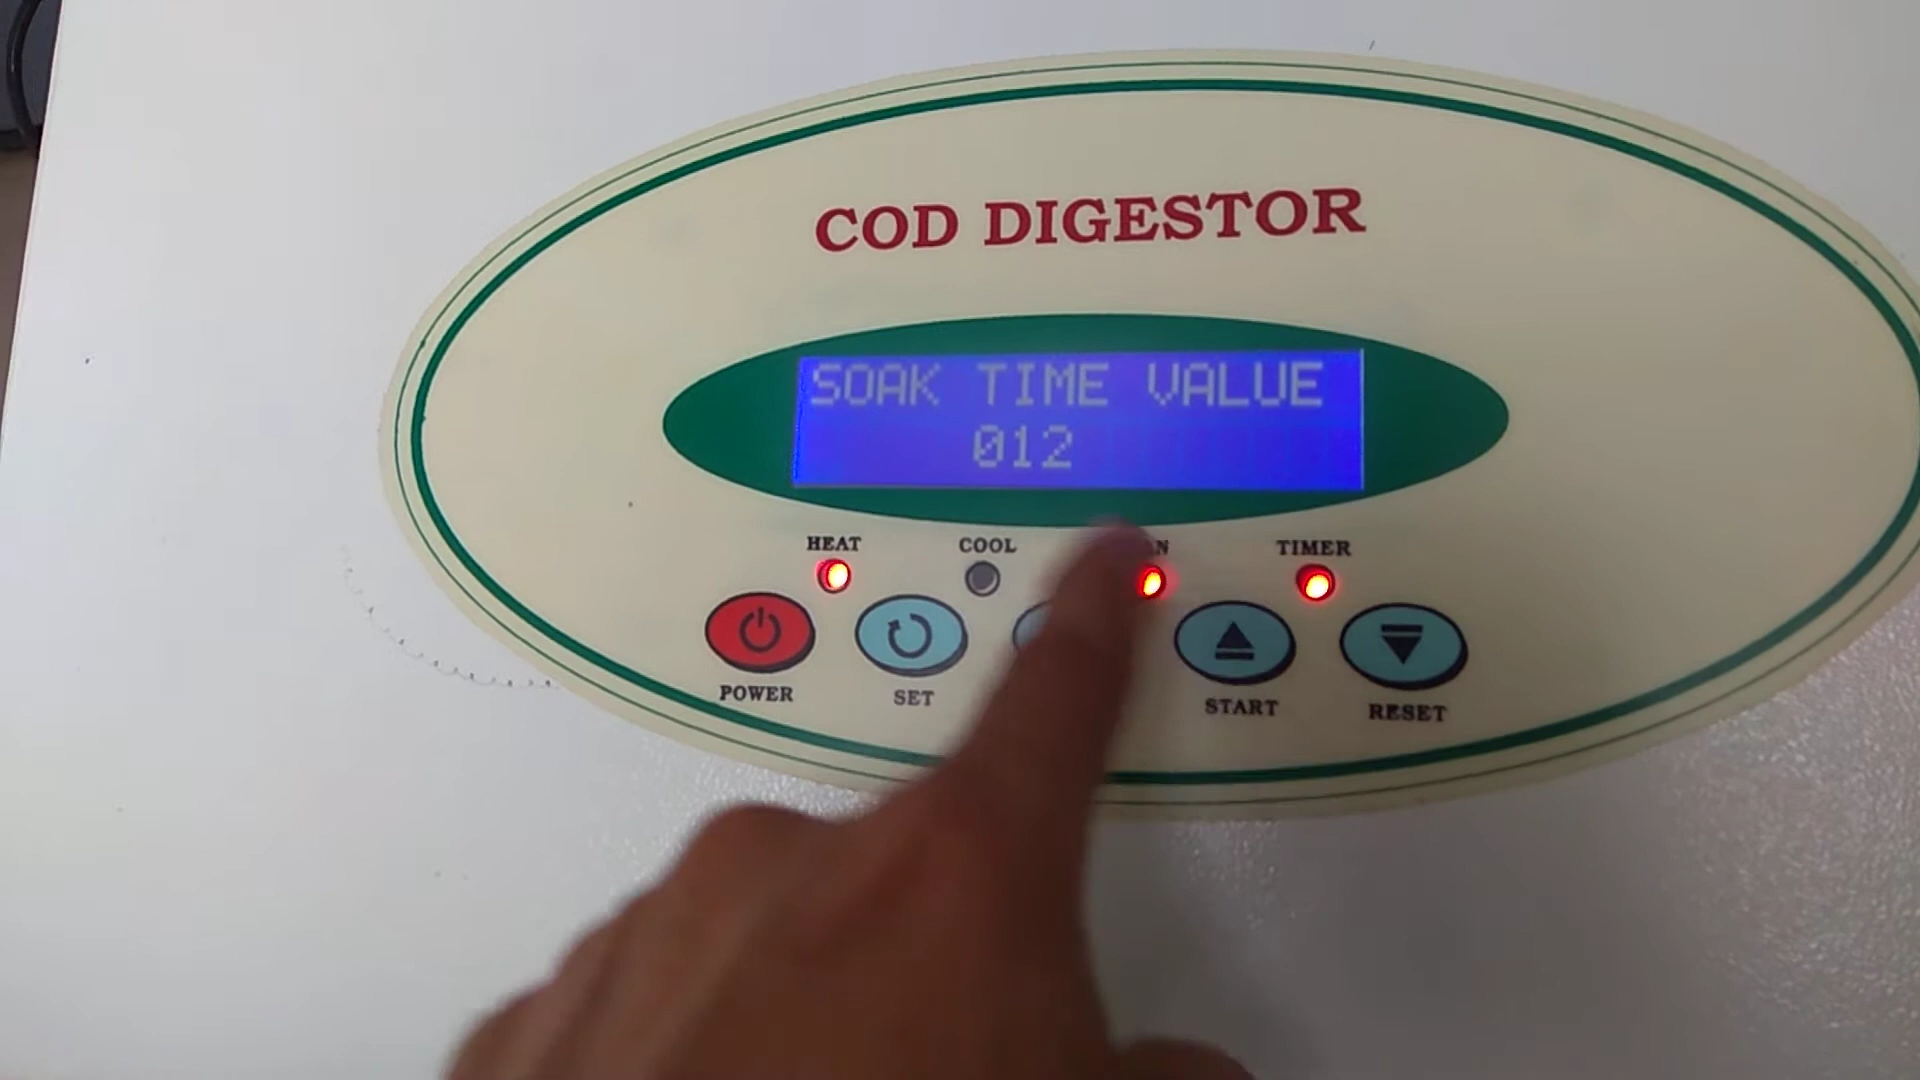 COD DIGESTOR
SOAK TIME VALUE
012
HEAT COOL TIMER
POWER SET START RESET